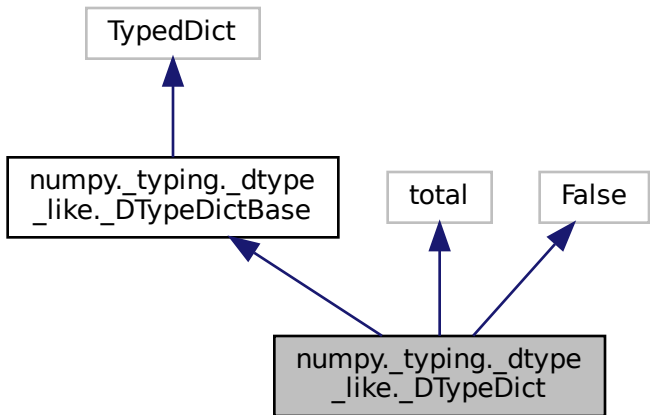 TypedDict
numpy._typing._dtype
_like._DTypeDictBase
total
False
numpy._typing._dtype
_like._DTypeDict